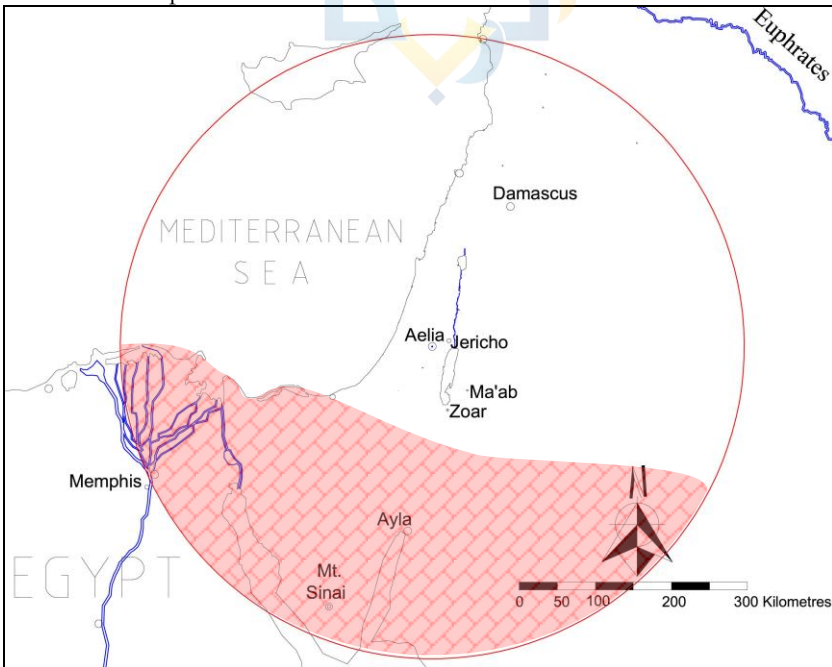 Euphrates
Damascus
MEDITERRANEAN
SEA
Aelia
Jericho
Ma'ab
Zoar
Memphis
N
Ayla
EGYPT
Mt.
Sinai
0 50 100 200 300 Kilometres